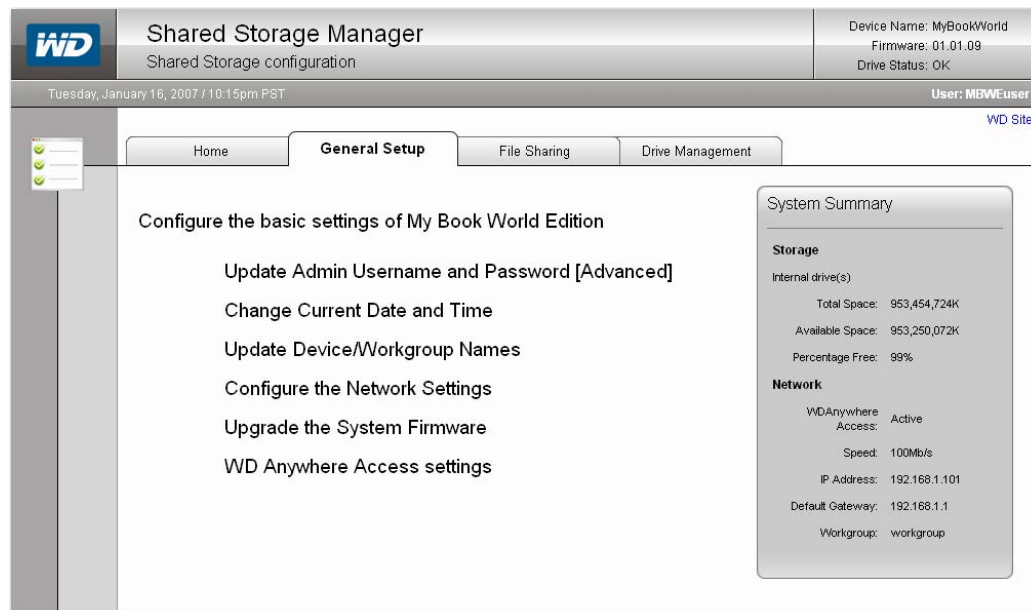 WD
Shared Storage Manager
Shared Storage configuration
Device Name: MyBookWorld
Firmware: 01.01.09
Drive Status: OK
Tuesday, January 16, 2007 / 10:15pm PST
User: MBWEuser
WD Site
Home
General Setup
File Sharing
Drive Management
Configure the basic settings of My Book World Edition
Update Admin Username and Password [Advanced]
Change Current Date and Time
Update Device/Workgroup Names
Configure the Network Settings
Upgrade the System Firmware
WD Anywhere Access settings
System Summary
Storage
Internal drive(s)
Total Space: 953,454,724K
Available Space: 953,250,072K
Percentage Free: 99%
Network
WDAnywhere Access: Active
Speed: 100Mb/s
IP Address: 192.168.1.101
Default Gateway: 192.168.1.1
Workgroup: workgroup